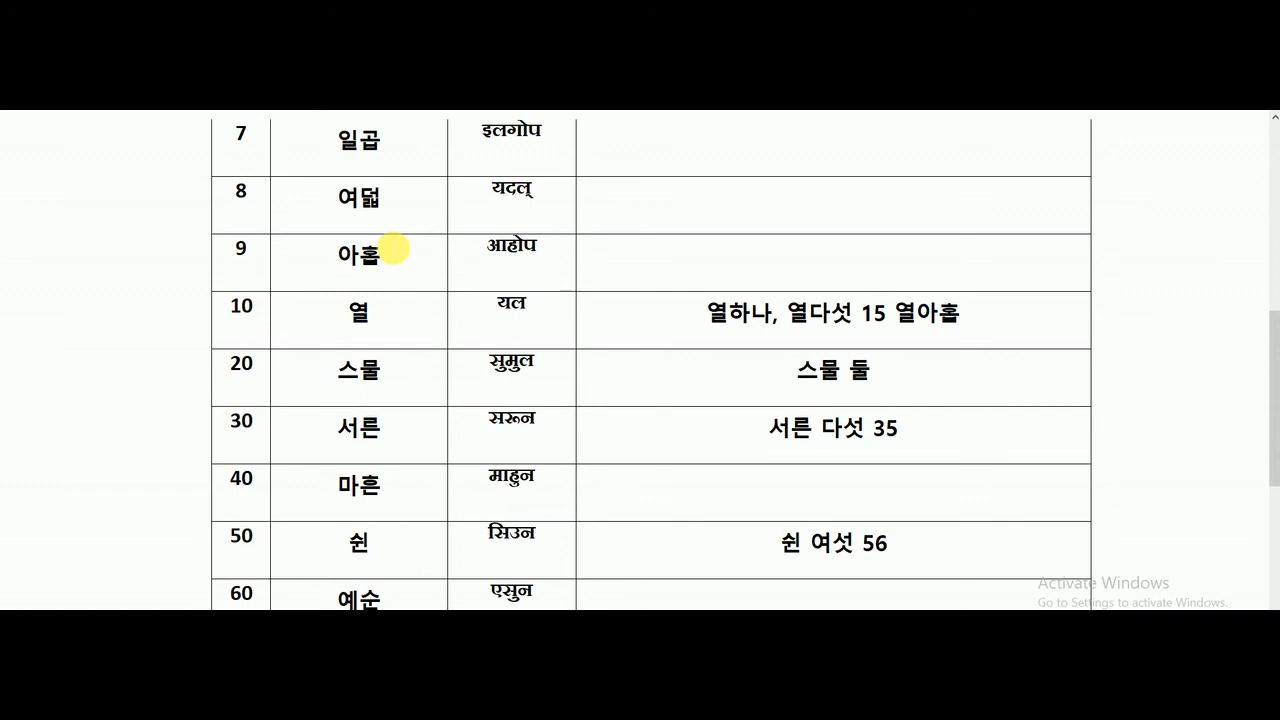 7 일곱 इलगोप
8 여덟 यदल्
9 아홉 आहोप
10 열 यल 열하나, 열다섯 15 열아홉
20 스물 सुमुल 스물 둘
30 서른 सरून 서른 다섯 35
40 마흔 माहुन
50 쉰 सिउन 쉰 여섯 56
60 예순 एसुन
Activate Windows
Go to Settings to activate Windows.